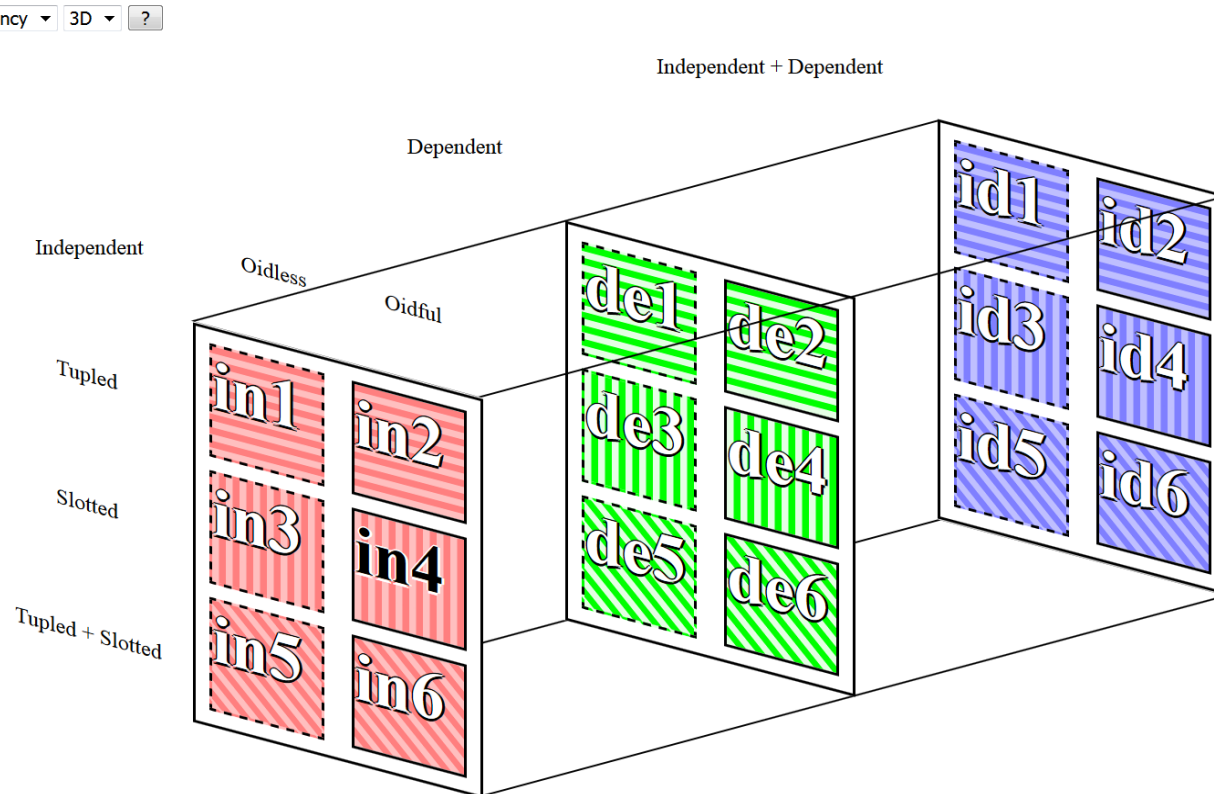 ncy 3D ?
Independent + Dependent
Dependent
Independent
Oidless
Oidful
Tupled
Slotted
Tupled + Slotted
in1 in2
in3 in4
in5 in6
de1 de2
de3 de4
de5 de6
id1 id2
id3 id4
id5 id6